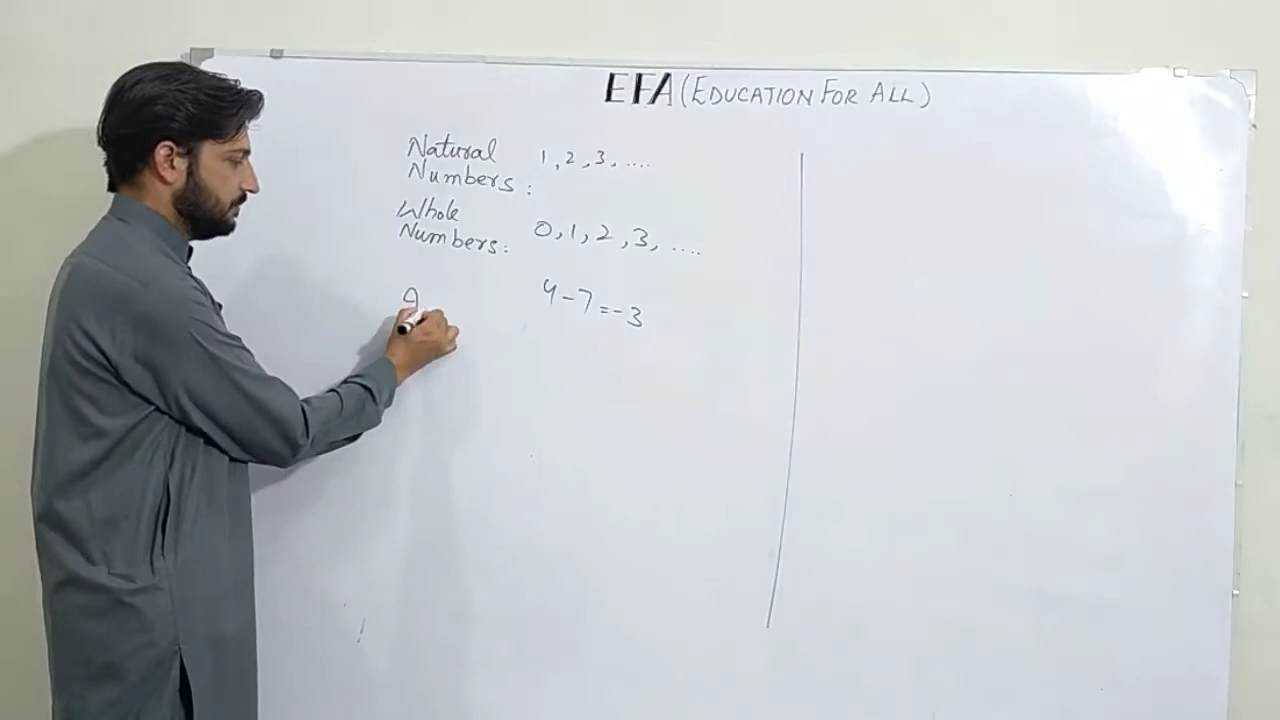 EFA (EDUCATION FOR ALL)
Natural Numbers: 1, 2, 3, ....
Whole Numbers: 0, 1, 2, 3, ....
4-7=-3